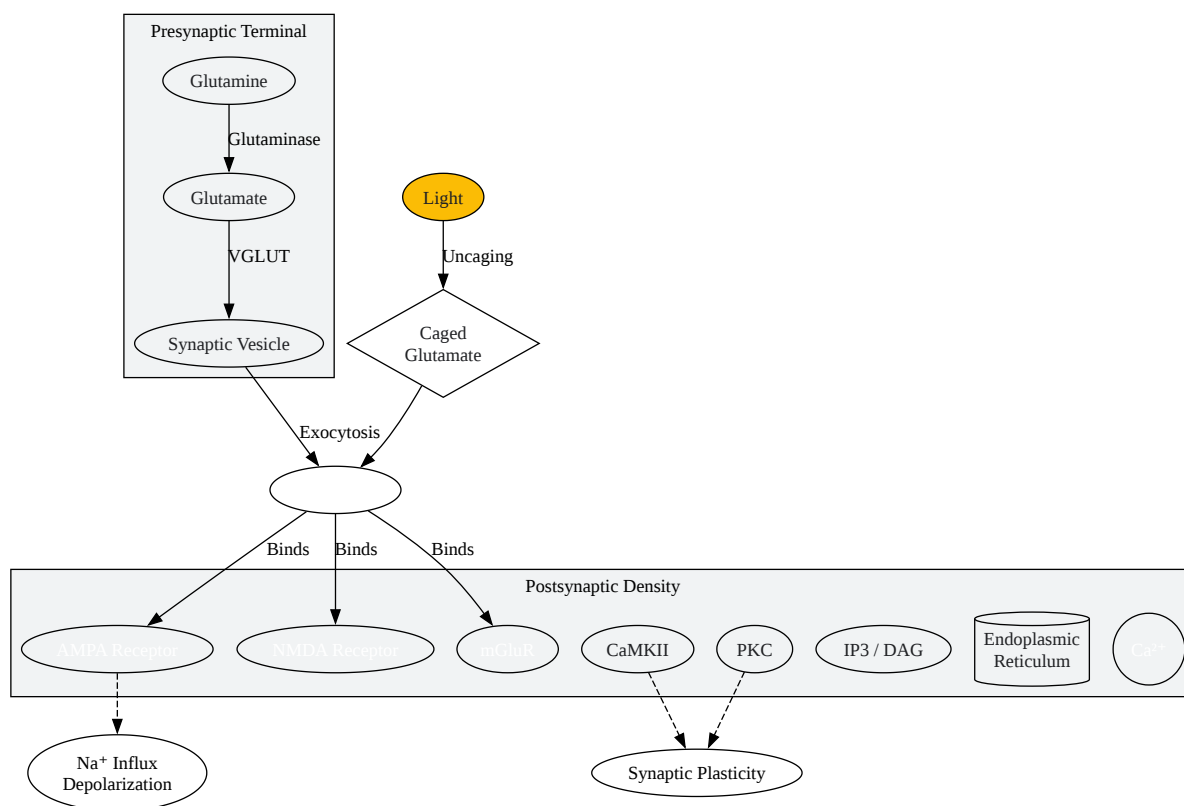 Presynaptic Terminal
Glutamine
Glutaminase
Glutamate
Light
VGLUT
Uncaging
Synaptic Vesicle
Caged
Glutamate
Exocytosis
Binds
Binds
Binds
Postsynaptic Density
AMPA Receptor
NMDA Receptor
mGluR
CaMKII
PKC
IP3 / DAG
Endoplasmic
Reticulum
Ca²⁺
Na⁺ Influx
Depolarization
Synaptic Plasticity